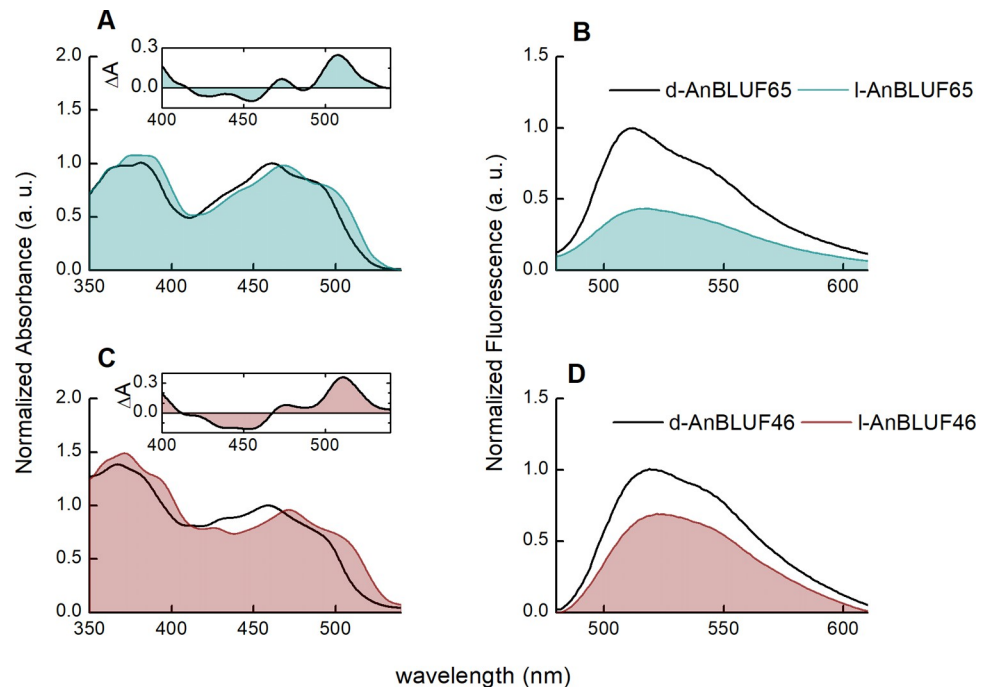 A
B
2.0
1.5
1.0
0.5
0.0
0.3
0.0
ΔA
400 450 500
350 400 450 500
1.5
1.0
0.5
0.0
d-AnBLUF65 l-AnBLUF65
500 550 600
C
D
2.0
1.5
1.0
0.5
0.0
0.3
0.0
ΔA
400 450 500
350 400 450 500
1.5
1.0
0.5
0.0
d-AnBLUF46 l-AnBLUF46
500 550 600
Normalized Absorbance (a. u.)
Normalized Fluorescence (a. u.)
wavelength (nm)